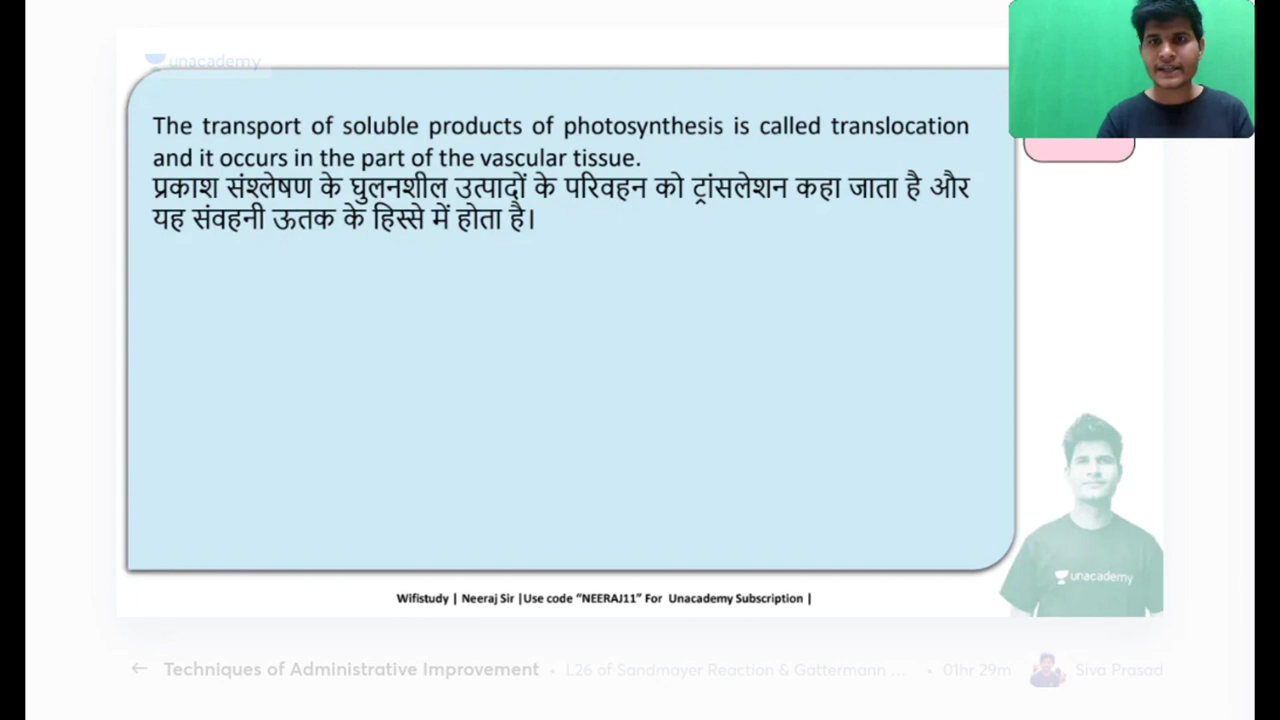 unacademy
The transport of soluble products of photosynthesis is called translocation
and it occurs in the part of the vascular tissue.
प्रकाश संश्लेषण के घुलनशील उत्पादों के परिवहन को ट्रांसलेशन कहा जाता है और
यह संवहनी ऊतक के हिस्से में होता है।
unacademy
Wifistudy | Neeraj Sir |Use code “NEERAJ11” For Unacademy Subscription |
← Techniques of Administrative Improvement • L26 of Sandmayer Reaction & Gattermann.... • 01hr 29m Siva Prasad